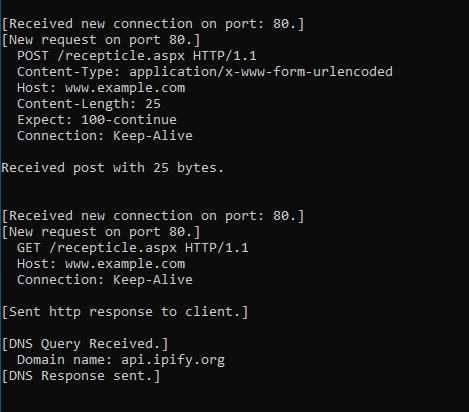 [Received new connection on port: 80.]
[New request on port 80.]
POST /recepticle.aspx HTTP/1.1
Content-Type: application/x-www-form-urlencoded
Host: www.example.com
Content-Length: 25
Expect: 100-continue
Connection: Keep-Alive
Received post with 25 bytes.
[Received new connection on port: 80.]
[New request on port 80.]
GET /recepticle.aspx HTTP/1.1
Host: www.example.com
Connection: Keep-Alive
[Sent http response to client.]
[DNS Query Received.]
Domain name: api.ipify.org
[DNS Response sent.]